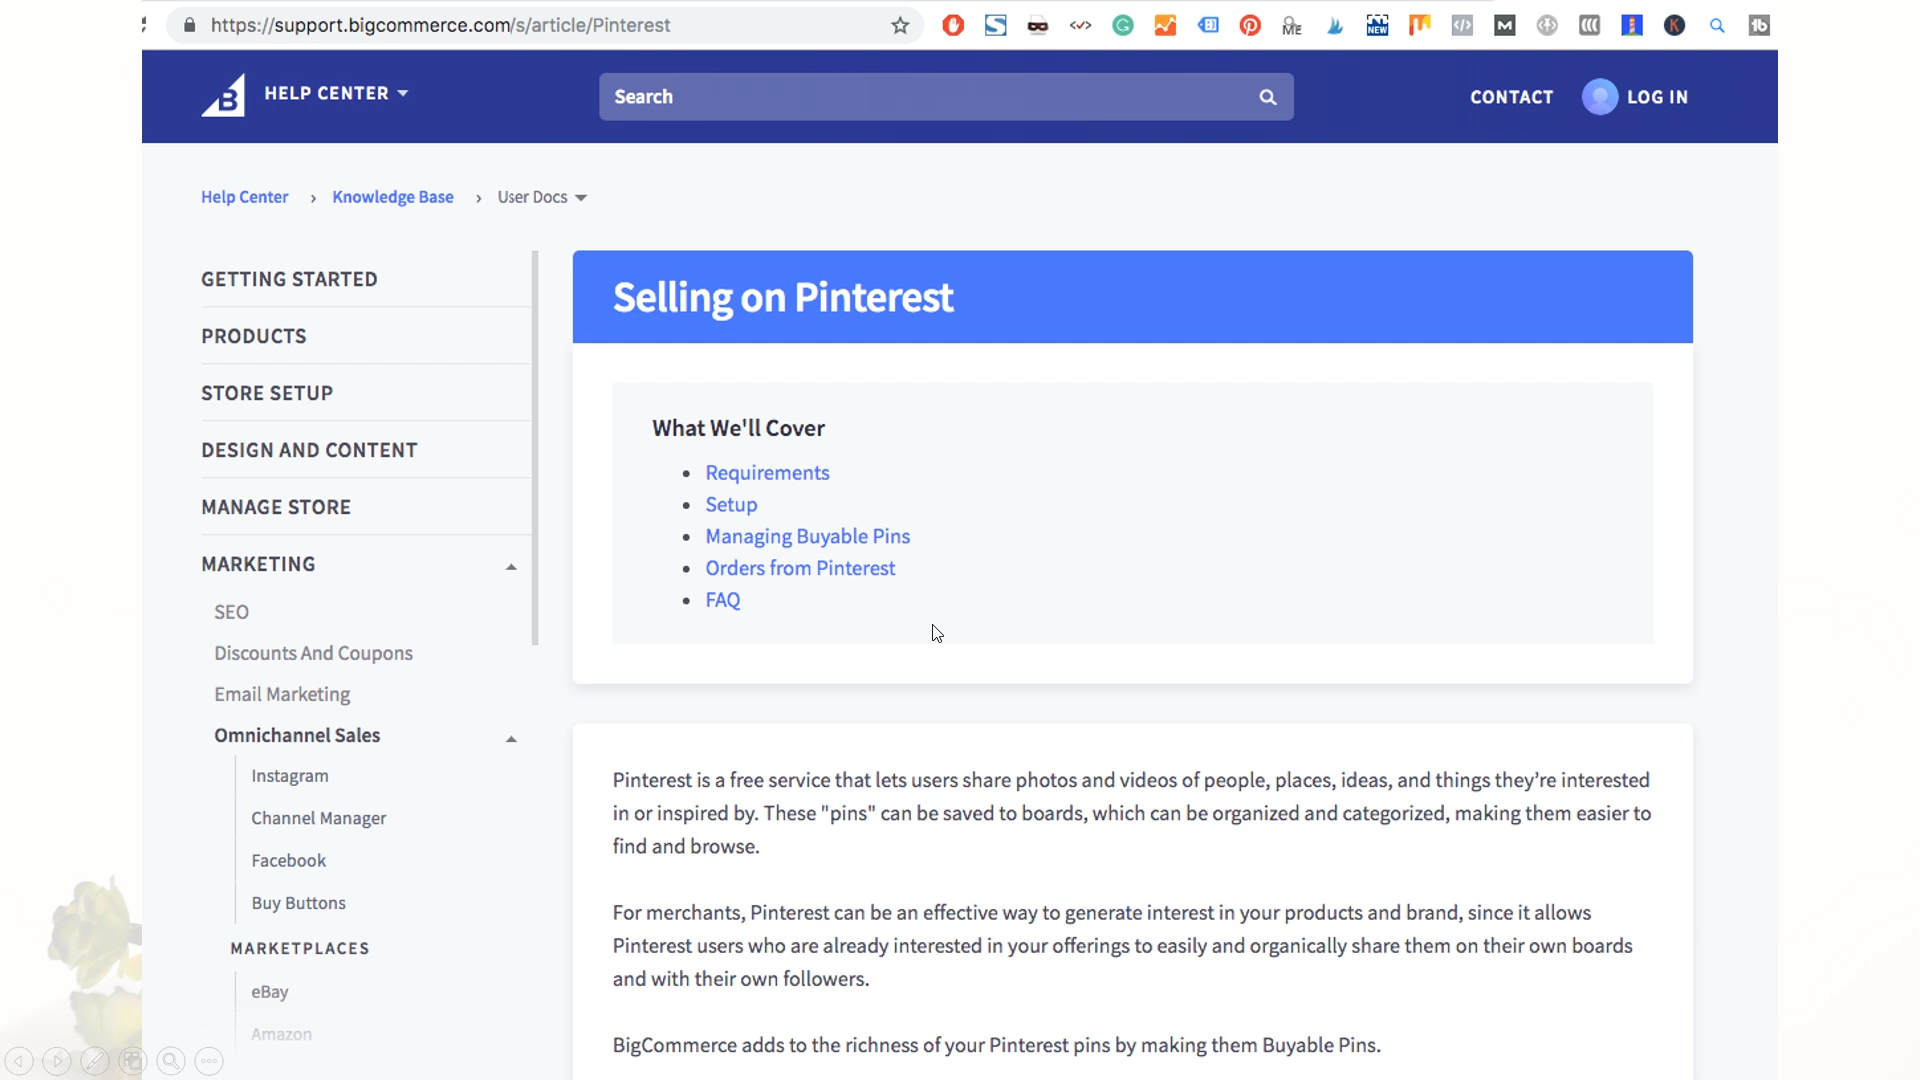 https://support.bigcommerce.com/s/article/Pinterest
HELP CENTER
Search
CONTACT
LOG IN
Help Center › Knowledge Base › User Docs
GETTING STARTED
PRODUCTS
STORE SETUP
DESIGN AND CONTENT
MANAGE STORE
MARKETING
SEO
Discounts And Coupons
Email Marketing
Omnichannel Sales
Instagram
Channel Manager
Facebook
Buy Buttons
MARKETPLACES
eBay
Amazon
Selling on Pinterest
What We'll Cover
• Requirements
• Setup
• Managing Buyable Pins
• Orders from Pinterest
• FAQ
Pinterest is a free service that lets users share photos and videos of people, places, ideas, and things they’re interested
in or inspired by. These "pins" can be saved to boards, which can be organized and categorized, making them easier to
find and browse.
For merchants, Pinterest can be an effective way to generate interest in your products and brand, since it allows
Pinterest users who are already interested in your offerings to easily and organically share them on their own boards
and with their own followers.
BigCommerce adds to the richness of your Pinterest pins by making them Buyable Pins.